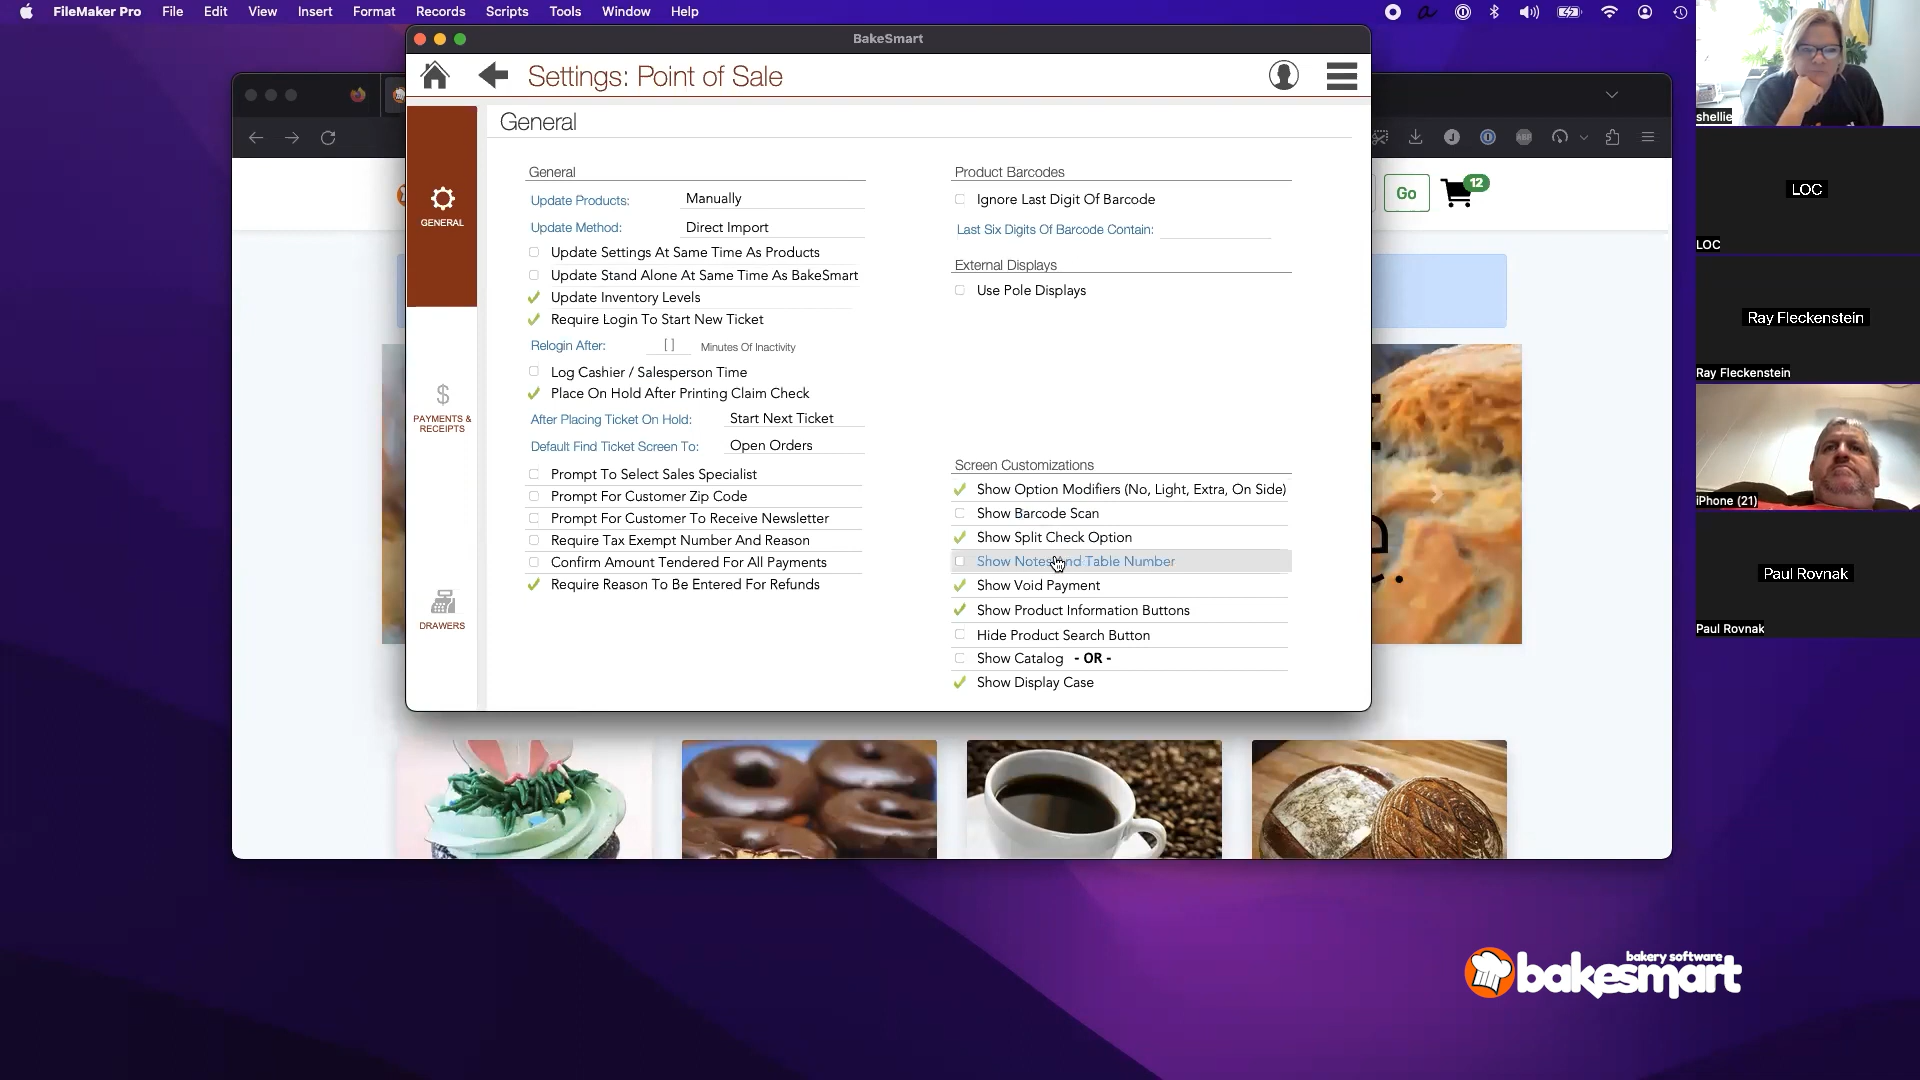 FileMaker Pro File Edit View Insert Format Records Scripts Tools Window Help
BakeSmart
Settings: Point of Sale
General
GENERAL
PAYMENTS &
RECEIPTS
DRAWERS
General
Update Products: Manually
Update Method: Direct Import
Update Settings At Same Time As Products
Update Stand Alone At Same Time As BakeSmart
Update Inventory Levels
Require Login To Start New Ticket
Relogin After: [ ] Minutes Of Inactivity
Log Cashier / Salesperson Time
Place On Hold After Printing Claim Check
After Placing Ticket On Hold: Start Next Ticket
Default Find Ticket Screen To: Open Orders
Prompt To Select Sales Specialist
Prompt For Customer Zip Code
Prompt For Customer To Receive Newsletter
Require Tax Exempt Number And Reason
Confirm Amount Tendered For All Payments
Require Reason To Be Entered For Refunds
Product Barcodes
Ignore Last Digit Of Barcode
Last Six Digits Of Barcode Contain:
External Displays
Use Pole Displays
Screen Customizations
Show Option Modifiers (No, Light, Extra, On Side)
Show Barcode Scan
Show Split Check Option
Show Notes And Table Number
Show Void Payment
Show Product Information Buttons
Hide Product Search Button
Show Catalog - OR -
Show Display Case
Go
12
shellie
LOC
LOC
Ray Fleckenstein
Ray Fleckenstein
iPhone (21)
Paul Rovnak
Paul Rovnak
bakery software
bakesmart